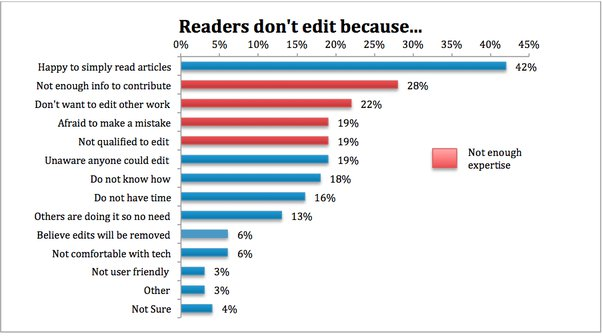 Readers don't edit because...
0% 5% 10% 15% 20% 25% 30% 35% 40% 45%
Happy to simply read articles 42%
Not enough info to contribute 28%
Don't want to edit other work 22%
Afraid to make a mistake 19%
Not qualified to edit 19%
Unaware anyone could edit 19%
Do not know how 18%
Do not have time 16%
Others are doing it so no need 13%
Believe edits will be removed 6%
Not comfortable with tech 6%
Not user friendly 3%
Other 3%
Not Sure 4%
Not enough
expertise